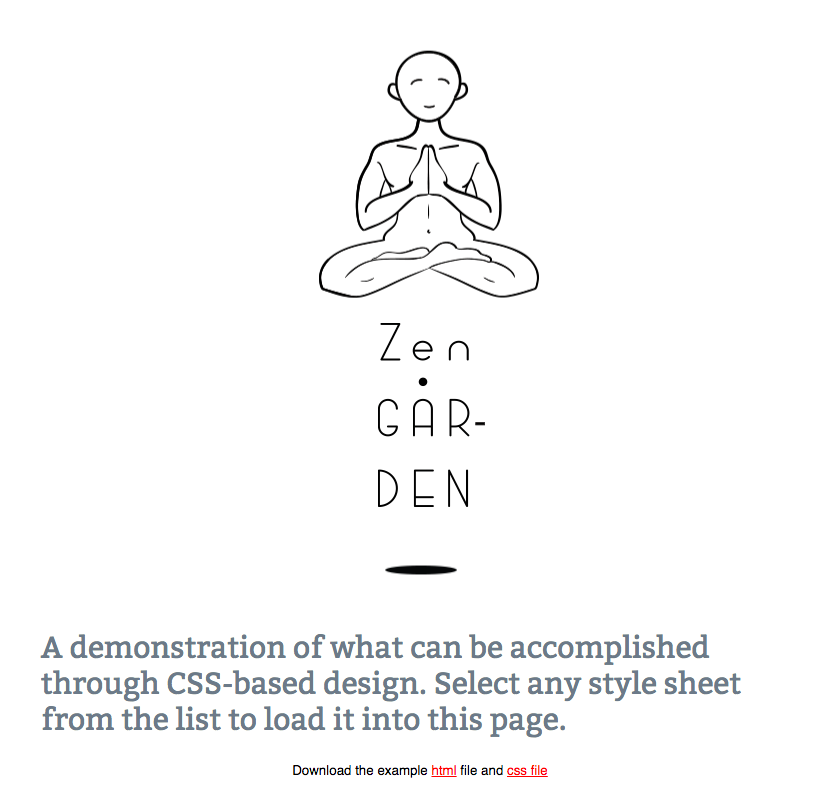 Zen
•
GAR-
DEN
A demonstration of what can be accomplished
through CSS-based design. Select any style sheet
from the list to load it into this page.
Download the example html file and css file